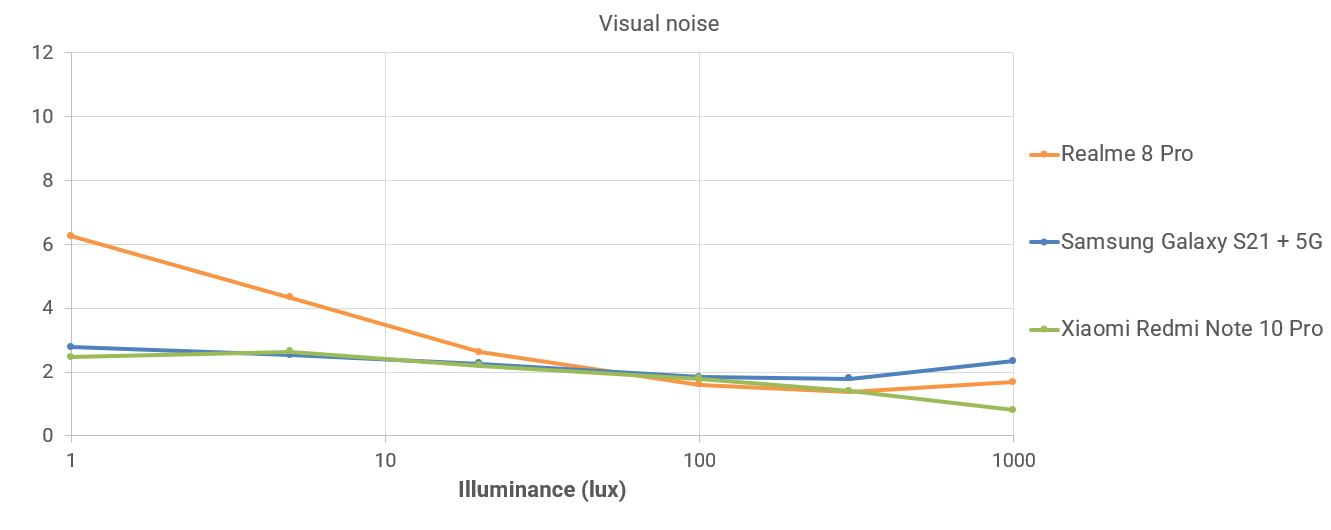 Visual noise
12
10
8
6
4
2
0
1 10 100 1000
Illuminance (lux)
Realme 8 Pro
Samsung Galaxy S21 + 5G
Xiaomi Redmi Note 10 Pro